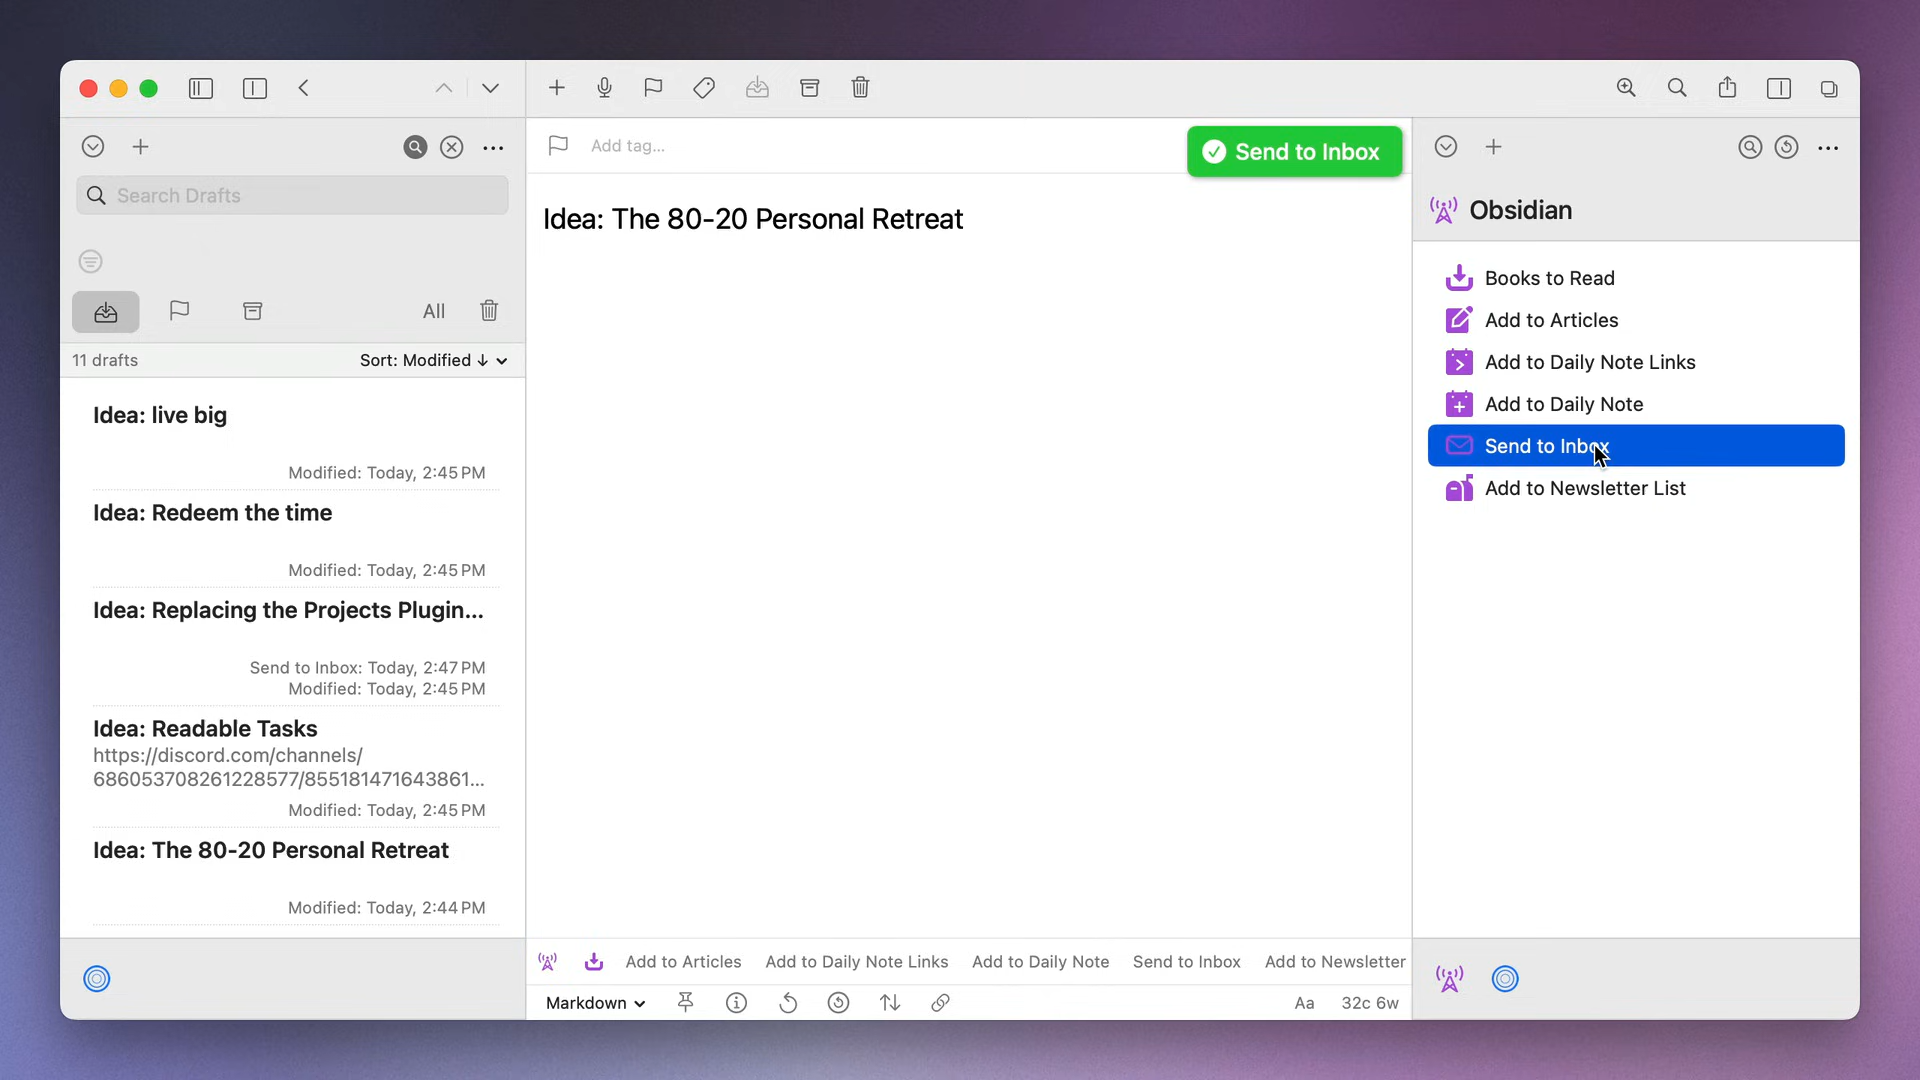 Search Drafts
All
11 drafts
Sort: Modified ↓
Idea: live big
Modified: Today, 2:45 PM
Idea: Redeem the time
Modified: Today, 2:45 PM
Idea: Replacing the Projects Plugin...
Send to Inbox: Today, 2:47 PM
Modified: Today, 2:45 PM
Idea: Readable Tasks
https://discord.com/channels/
686053708261228577/855181471643861...
Modified: Today, 2:45 PM
Idea: The 80-20 Personal Retreat
Modified: Today, 2:44 PM
Add tag...
Send to Inbox
Idea: The 80-20 Personal Retreat
Add to Articles
Add to Daily Note Links
Add to Daily Note
Send to Inbox
Add to Newsletter
Markdown
Aa
32c 6w
Obsidian
Books to Read
Add to Articles
Add to Daily Note Links
Add to Daily Note
Send to Inbox
Add to Newsletter List